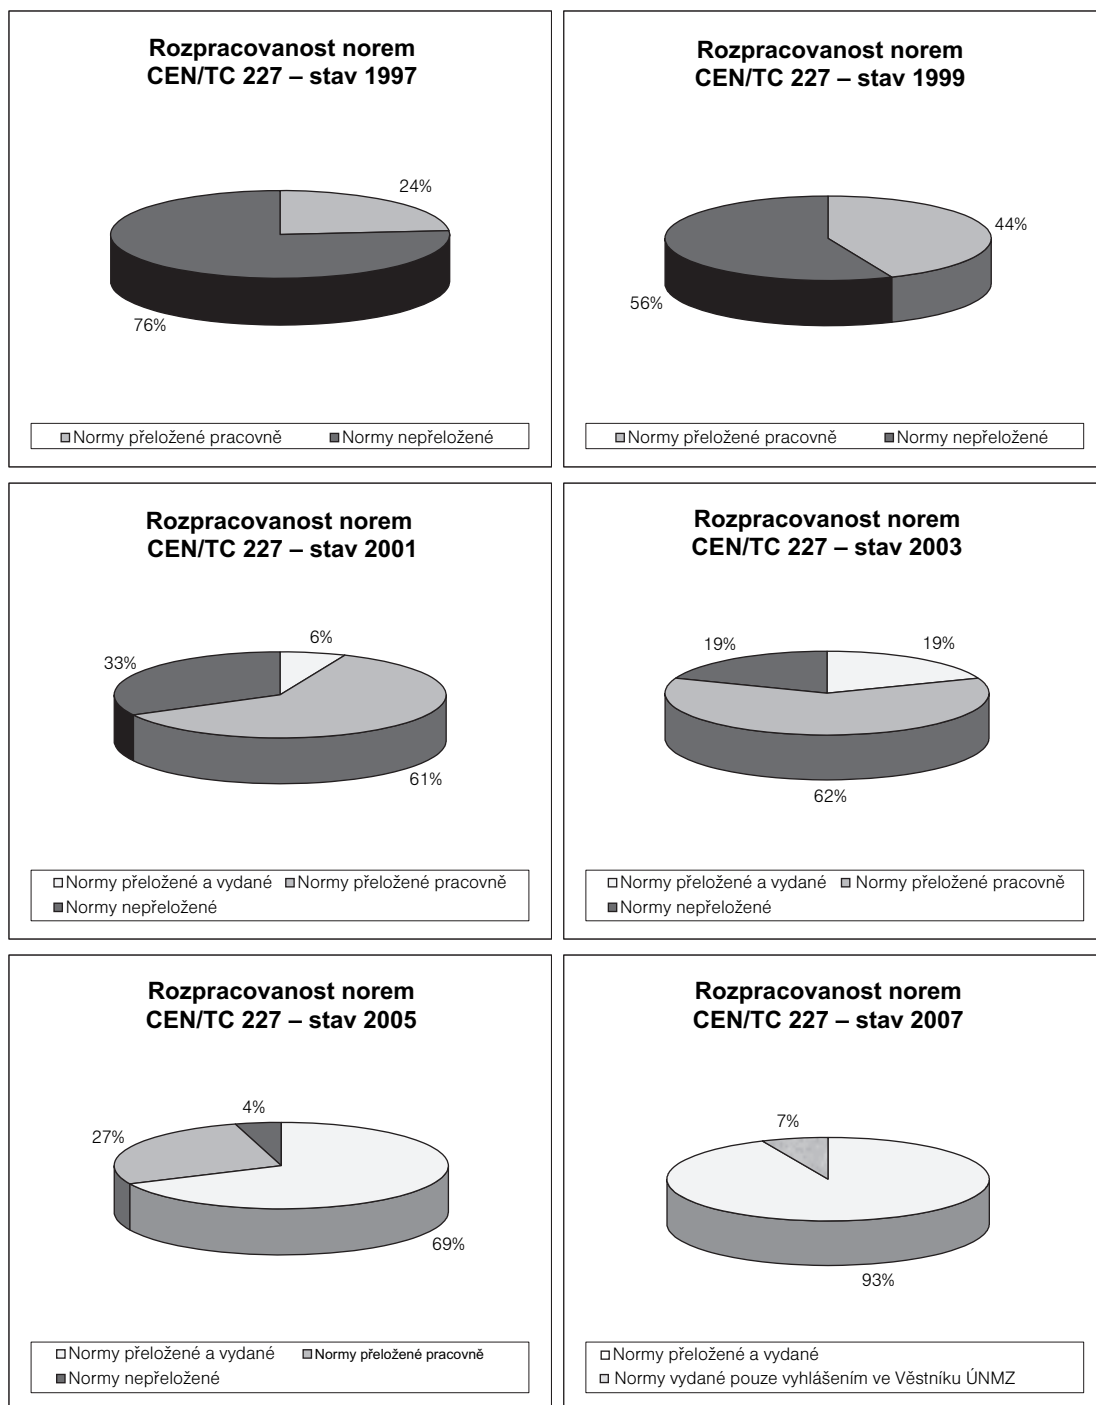 Rozpracovanost norem
CEN/TC 227 – stav 1997
24%
76%
Normy přeložené pracovně Normy nepřeložené
Rozpracovanost norem
CEN/TC 227 – stav 1999
44%
56%
Normy přeložené pracovně Normy nepřeložené
Rozpracovanost norem
CEN/TC 227 – stav 2001
6%
33%
61%
Normy přeložené a vydané Normy přeložené pracovně
Normy nepřeložené
Rozpracovanost norem
CEN/TC 227 – stav 2003
19% 19%
62%
Normy přeložené a vydané Normy přeložené pracovně
Normy nepřeložené
Rozpracovanost norem
CEN/TC 227 – stav 2005
4%
27%
69%
Normy přeložené a vydané Normy přeložené pracovně
Normy nepřeložené
Rozpracovanost norem
CEN/TC 227 – stav 2007
7%
93%
Normy přeložené a vydané
Normy vydané pouze vyhlášením ve Věstníku ÚNMZ